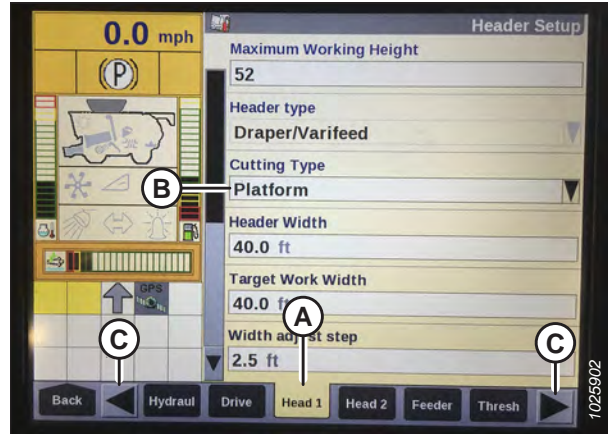 0.0 mph
Header Setup
Maximum Working Height
52
(P)
Header type
Draper/Varifeed
Cutting Type
B
Platform
Header Width
40.0 ft
Target Work Width
GPS
40.0 ft
A
Width adjust step
C
C
2.5 ft
Back
Hydraul
Drive
Head 1
Head 2
Feeder
Thresh
1025902